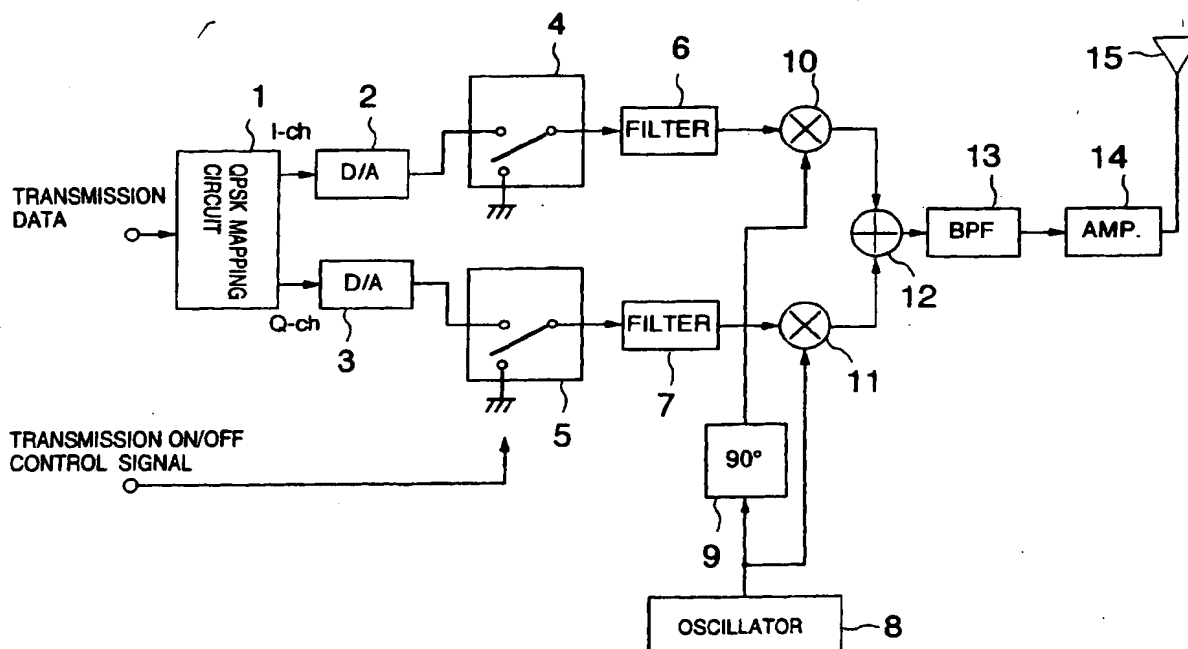 4
6
10
15
1
I-ch
2
FILTER
13
14
QPSK MAPPING
CIRCUIT
D/A
TRANSMISSION
DATA
BPF
AMP.
12
D/A
Q-ch
3
FILTER
5
7
11
TRANSMISSION ON/OFF
CONTROL SIGNAL
90°
9
OSCILLATOR
8